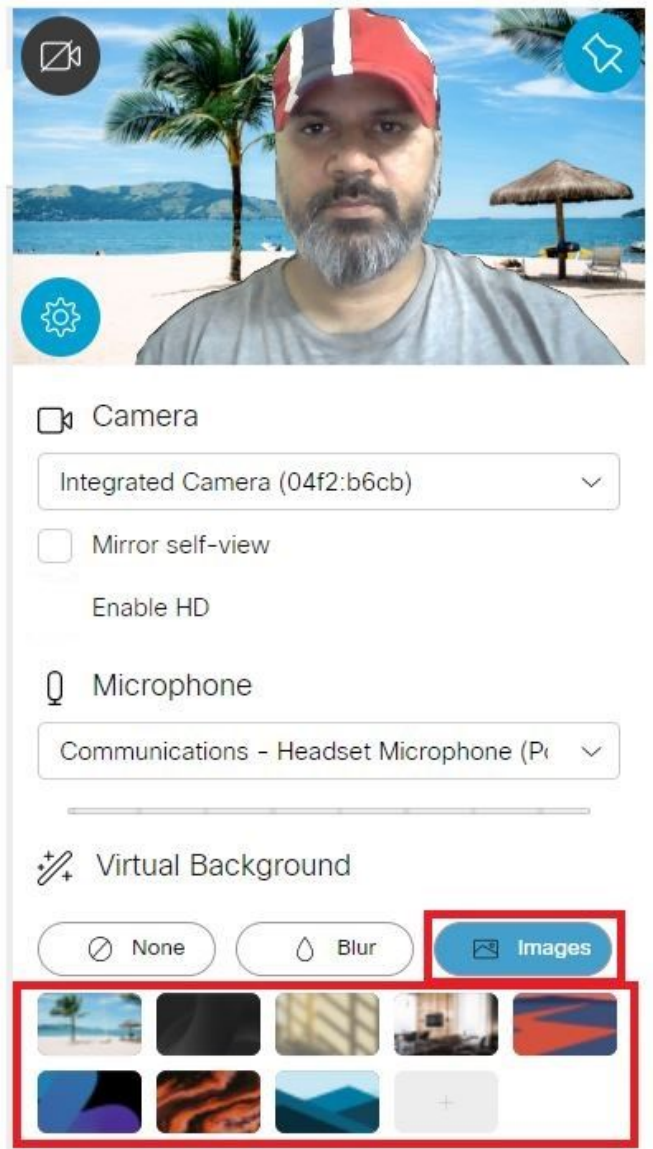 Camera
Integrated Camera (04f2:b6cb)
Mirror self-view
Enable HD
Microphone
Communications - Headset Microphone (Po
Virtual Background
None
Blur
Images